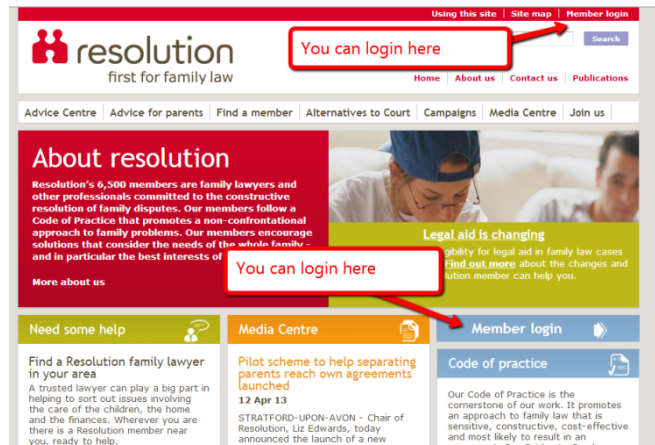 Using this site | Site map | Member login
resolution
first for family law
You can login here
Search
Home | About us | Contact us | Publications
Advice Centre | Advice for parents | Find a member | Alternatives to Court | Campaigns | Media Centre | Join us
About resolution
Resolution's 6,500 members are family lawyers and
other professionals committed to the constructive
resolution of family disputes. Our members follow a
Code of Practice that promotes a non-confrontational
approach to family problems. Our members encourage
solutions that consider the needs of the whole family -
and in particular the best interests of
More about us
Legal aid is changing
for legal aid in family law cases
Find out more about the changes and
member can help you.
You can login here
Member login
Need some help
Find a Resolution family lawyer
in your area
A trusted lawyer can play a big part in
helping to sort out issues involving
the care of the children, the home
and the finances. Wherever you are
there is a Resolution member near
you, ready to help.
Media Centre
Pilot scheme to help separating
parents reach own agreements
launched
12 Apr 13
STRATFORD-UPON-AVON - Chair of
Resolution, Liz Edwards, today
announced the launch of a new
Code of practice
Our Code of Practice is the
cornerstone of our work. It promotes
an approach to family law that is
sensitive, constructive, cost-effective
and most likely to result in an